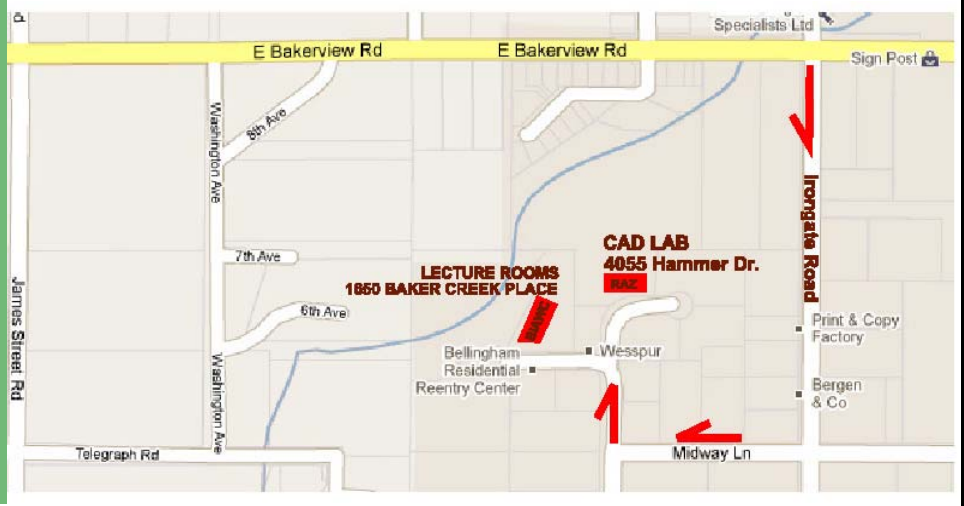 Specialists Ltd
E Bakerview Rd
E Bakerview Rd
Sign Post
8th Ave
Washington Ave
Irongate Road
7th Ave
CAD LAB
4055 Hammer Dr.
RAZ
LECTURE ROOMS
1650 BAKER CREEK PLACE
James Street Rd
6th Ave
Print & Copy
Factory
Wesspur
Bellingham
Residential
Reentry Center
Washington Ave
Bergen
& Co
Telegraph Rd
Midway Ln